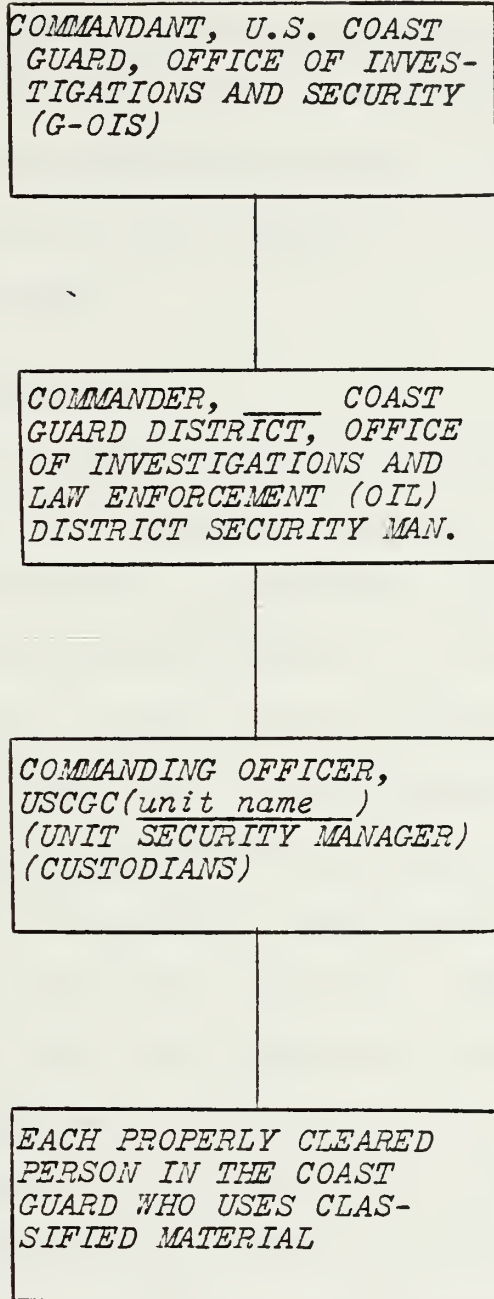 COMMANDANT, U.S. COAST
GUARD, OFFICE OF INVES-
TIGATIONS AND SECURITY
(G-OIS)
COMMANDER, ____ COAST
GUARD DISTRICT, OFFICE
OF INVESTIGATIONS AND
LAW ENFORCEMENT (OIL)
DISTRICT SECURITY MAN.
COMMANDING OFFICER,
USCGC(unit name )
(UNIT SECURITY MANAGER)
(CUSTODIANS)
EACH PROPERLY CLEARED
PERSON IN THE COAST
GUARD WHO USES CLAS-
SIFIED MATERIAL